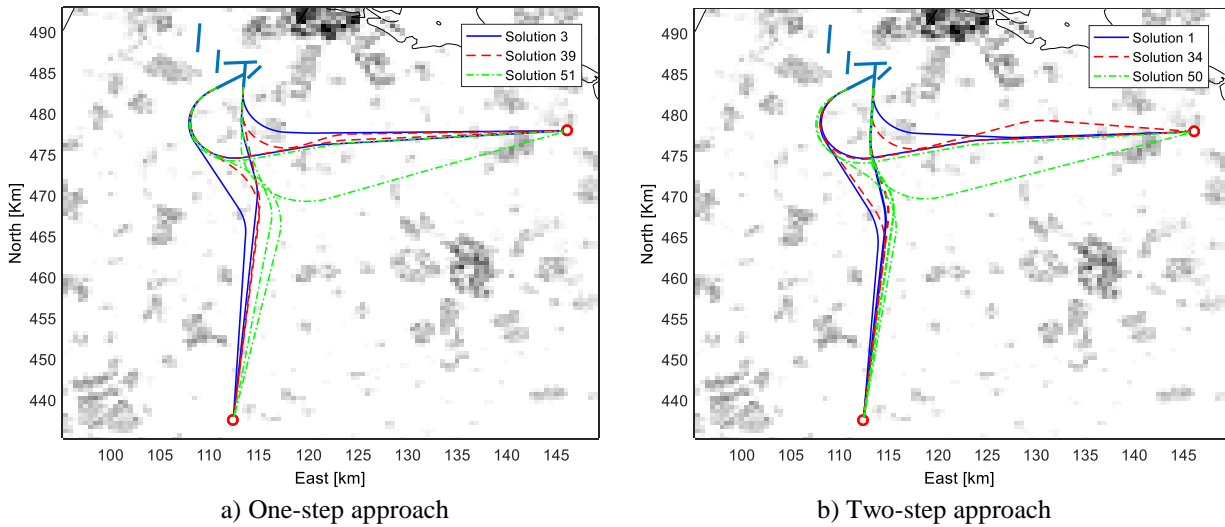 490
485
480
475
470
465
460
455
450
445
440
North [Km]
100 105 110 115 120 125 130 135 140 145
East [km]
Solution 3
Solution 39
Solution 51
a) One-step approach
490
485
480
475
470
465
460
455
450
445
440
North [Km]
100 105 110 115 120 125 130 135 140 145
East [km]
Solution 1
Solution 34
Solution 50
b) Two-step approach